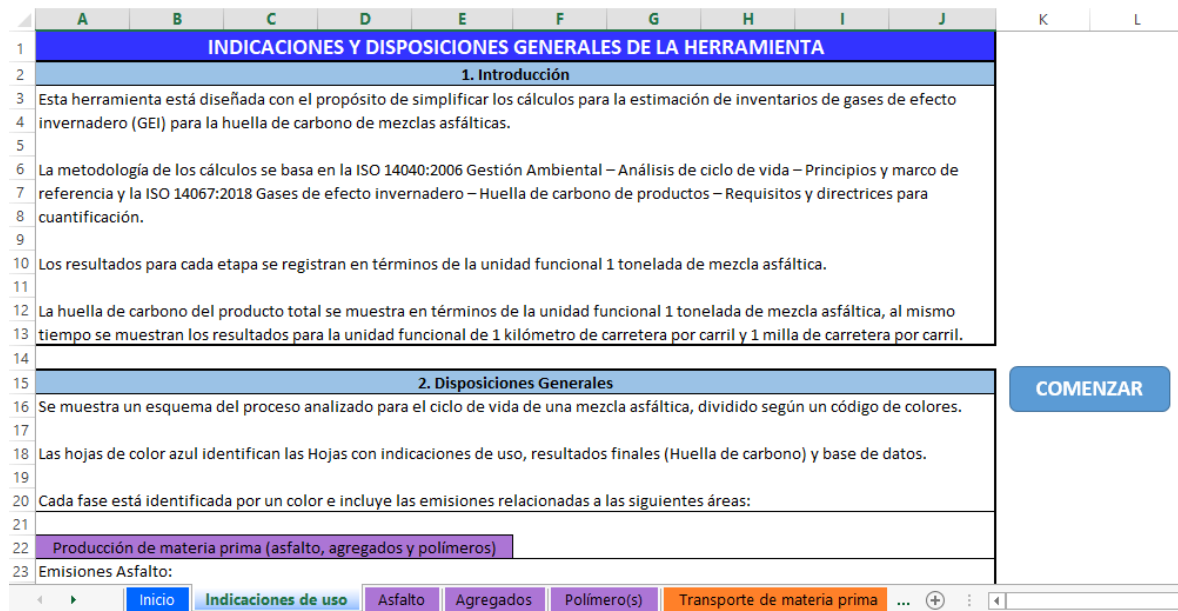 A B C D E F G H I J K L
1 INDICACIONES Y DISPOSICIONES GENERALES DE LA HERRAMIENTA
2 1. Introducción
3 Esta herramienta está diseñada con el propósito de simplificar los cálculos para la estimación de inventarios de gases de efecto
4 invernadero (GEI) para la huella de carbono de mezclas asfálticas.
5
6 La metodología de los cálculos se basa en la ISO 14040:2006 Gestión Ambiental – Análisis de ciclo de vida – Principios y marco de
7 referencia y la ISO 14067:2018 Gases de efecto invernadero – Huella de carbono de productos – Requisitos y directrices para
8 cuantificación.
9
10 Los resultados para cada etapa se registran en términos de la unidad funcional 1 tonelada de mezcla asfáltica.
11
12 La huella de carbono del producto total se muestra en términos de la unidad funcional 1 tonelada de mezcla asfáltica, al mismo
13 tiempo se muestran los resultados para la unidad funcional de 1 kilómetro de carretera por carril y 1 milla de carretera por carril.
14
15 2. Disposiciones Generales
COMENZAR
16 Se muestra un esquema del proceso analizado para el ciclo de vida de una mezcla asfáltica, dividido según un código de colores.
17
18 Las hojas de color azul identifican las Hojas con indicaciones de uso, resultados finales (Huella de carbono) y base de datos.
19
20 Cada fase está identificada por un color e incluye las emisiones relacionadas a las siguientes áreas:
21
22 Producción de materia prima (asfalto, agregados y polímeros)
23 Emisiones Asfalto:
Inicio Indicaciones de uso Asfalto Agregados Polímero(s) Transporte de materia prima ...